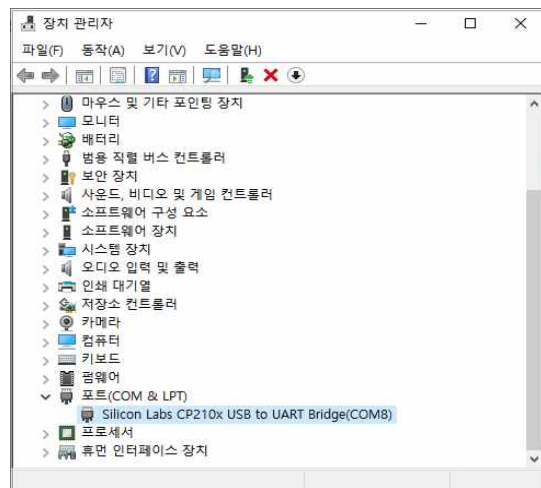 장치 관리자
파일(F) 동작(A) 보기(V) 도움말(H)
마우스 및 기타 포인팅 장치
모니터
배터리
범용 직렬 버스 컨트롤러
보안 장치
사운드, 비디오 및 게임 컨트롤러
소프트웨어 구성 요소
소프트웨어 장치
시스템 장치
오디오 입력 및 출력
인쇄 대기열
저장소 컨트롤러
카메라
컴퓨터
키보드
펌웨어
포트(COM & LPT)
Silicon Labs CP210x USB to UART Bridge(COM8)
프로세서
휴먼 인터페이스 장치